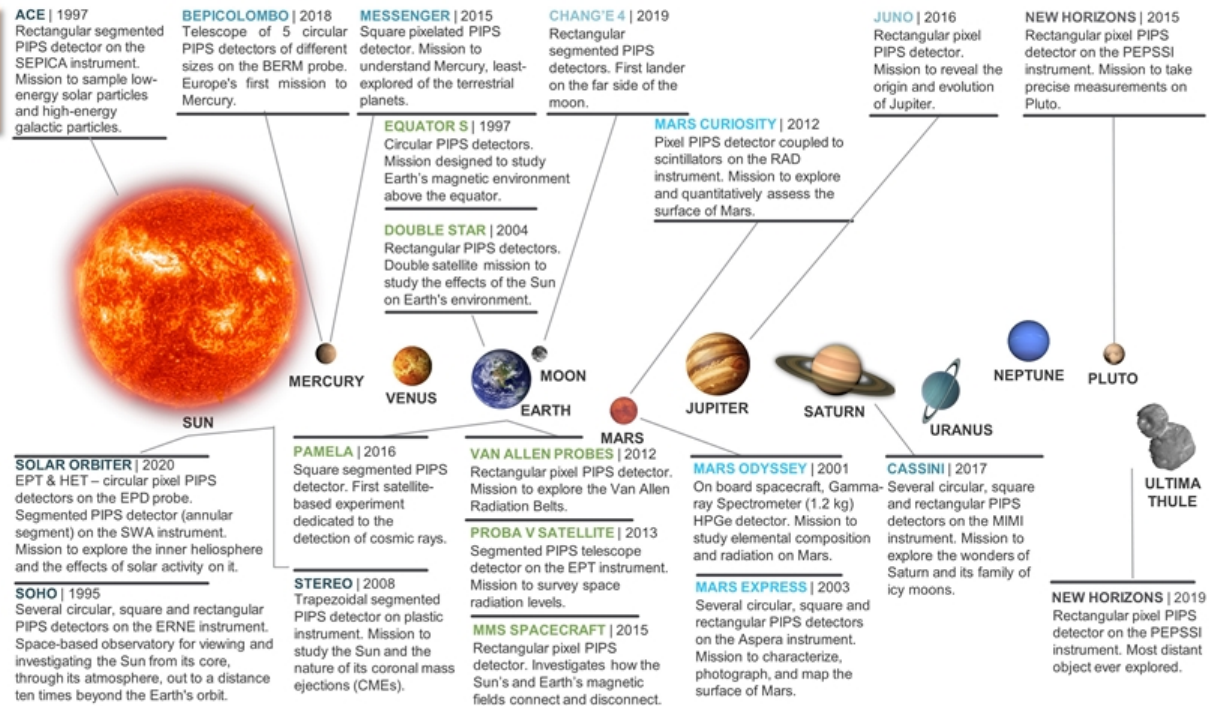 ACE | 1997
Rectangular segmented
PIPS detector on the
SEPICA instrument.
Mission to sample low-
energy solar particles
and high-energy
galactic particles.
BEPICOLOMBO | 2018
Telescope of 5 circular
PIPS detectors of different
sizes on the BERM probe.
Europe's first mission to
Mercury.
MESSENGER | 2015
Square pixelated PIPS
detector. Mission to
understand Mercury, least-
explored of the terrestrial
planets.
CHANG'E 4 | 2019
Rectangular
segmented PIPS
detectors. First lander
on the far side of the
moon.
JUNO | 2016
Rectangular pixel
PIPS detector.
Mission to reveal the
origin and evolution
of Jupiter.
NEW HORIZONS | 2015
Rectangular pixel PIPS
detector on the PEPSSI
instrument. Mission to take
precise measurements on
Pluto.
EQUATOR S | 1997
Circular PIPS detectors.
Mission designed to study
Earth's magnetic environment
above the equator.
MARS CURIOSITY | 2012
Pixel PIPS detector coupled to
scintillators on the RAD
instrument. Mission to explore
and quantitatively assess the
surface of Mars.
DOUBLE STAR | 2004
Rectangular PIPS detectors.
Double satellite mission to
study the effects of the Sun
on Earth's environment.
SUN
MERCURY
VENUS
EARTH
MOON
MARS
JUPITER
SATURN
URANUS
NEPTUNE
PLUTO
ULTIMA
THULE
SOLAR ORBITER | 2020
EPT & HET – circular pixel PIPS
detectors on the EPD probe.
Segmented PIPS detector (annular
segment) on the SWA instrument.
Mission to explore the inner heliosphere
and the effects of solar activity on it.
SOHO | 1995
Several circular, square and rectangular
PIPS detectors on the ERNE instrument.
Space-based observatory for viewing and
investigating the Sun from its core,
through its atmosphere, out to a distance
ten times beyond the Earth's orbit.
PAMELA | 2016
Square segmented PIPS
detector. First satellite-
based experiment
dedicated to the
detection of cosmic rays.
STEREO | 2008
Trapezoidal segmented
PIPS detector on plastic
instrument. Mission to
study the Sun and the
nature of its coronal mass
ejections (CMEs).
VAN ALLEN PROBES | 2012
Rectangular pixel PIPS detector.
Mission to explore the Van Allen
Radiation Belts.
PROBA V SATELLITE | 2013
Segmented PIPS telescope
detector on the EPT instrument.
Mission to survey space
radiation levels.
MMS SPACECRAFT | 2015
Rectangular pixel PIPS
detector. Investigates how the
Sun's and Earth's magnetic
fields connect and disconnect.
MARS ODYSSEY | 2001
On board spacecraft, Gamma-
ray Spectrometer (1.2 kg)
HPGe detector. Mission to
study elemental composition
and radiation on Mars.
MARS EXPRESS | 2003
Several circular, square and
rectangular PIPS detectors
on the Aspera instrument.
Mission to characterize,
photograph, and map the
surface of Mars.
CASSINI | 2017
Several circular, square
and rectangular PIPS
detectors on the MIMI
instrument. Mission to
explore the wonders of
Saturn and its family of
icy moons.
NEW HORIZONS | 2019
Rectangular pixel PIPS
detector on the PEPSSI
instrument. Most distant
object ever explored.